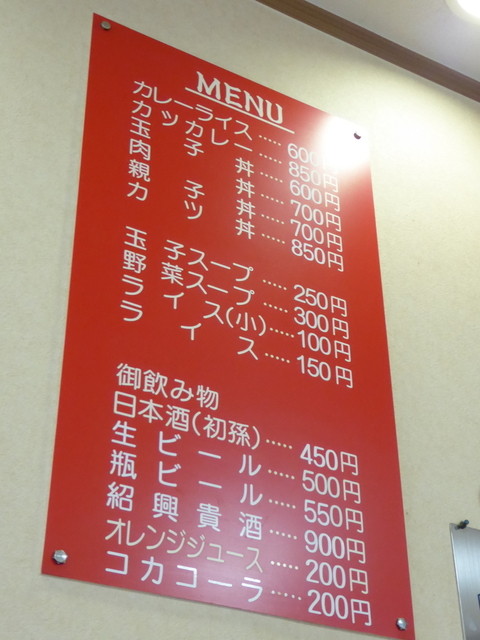 MENU
カレーライス……600円
カツカレー……850円
玉子丼……600円
肉丼……700円
親子丼……700円
カツ丼……850円
玉子スープ……250円
野菜スープ……300円
ライス(小)……100円
ライス……150円
御飲み物
日本酒(初孫)……450円
生ビール……500円
瓶ビール……550円
紹興貴酒……900円
オレンジジュース……200円
コカコーラ……200円